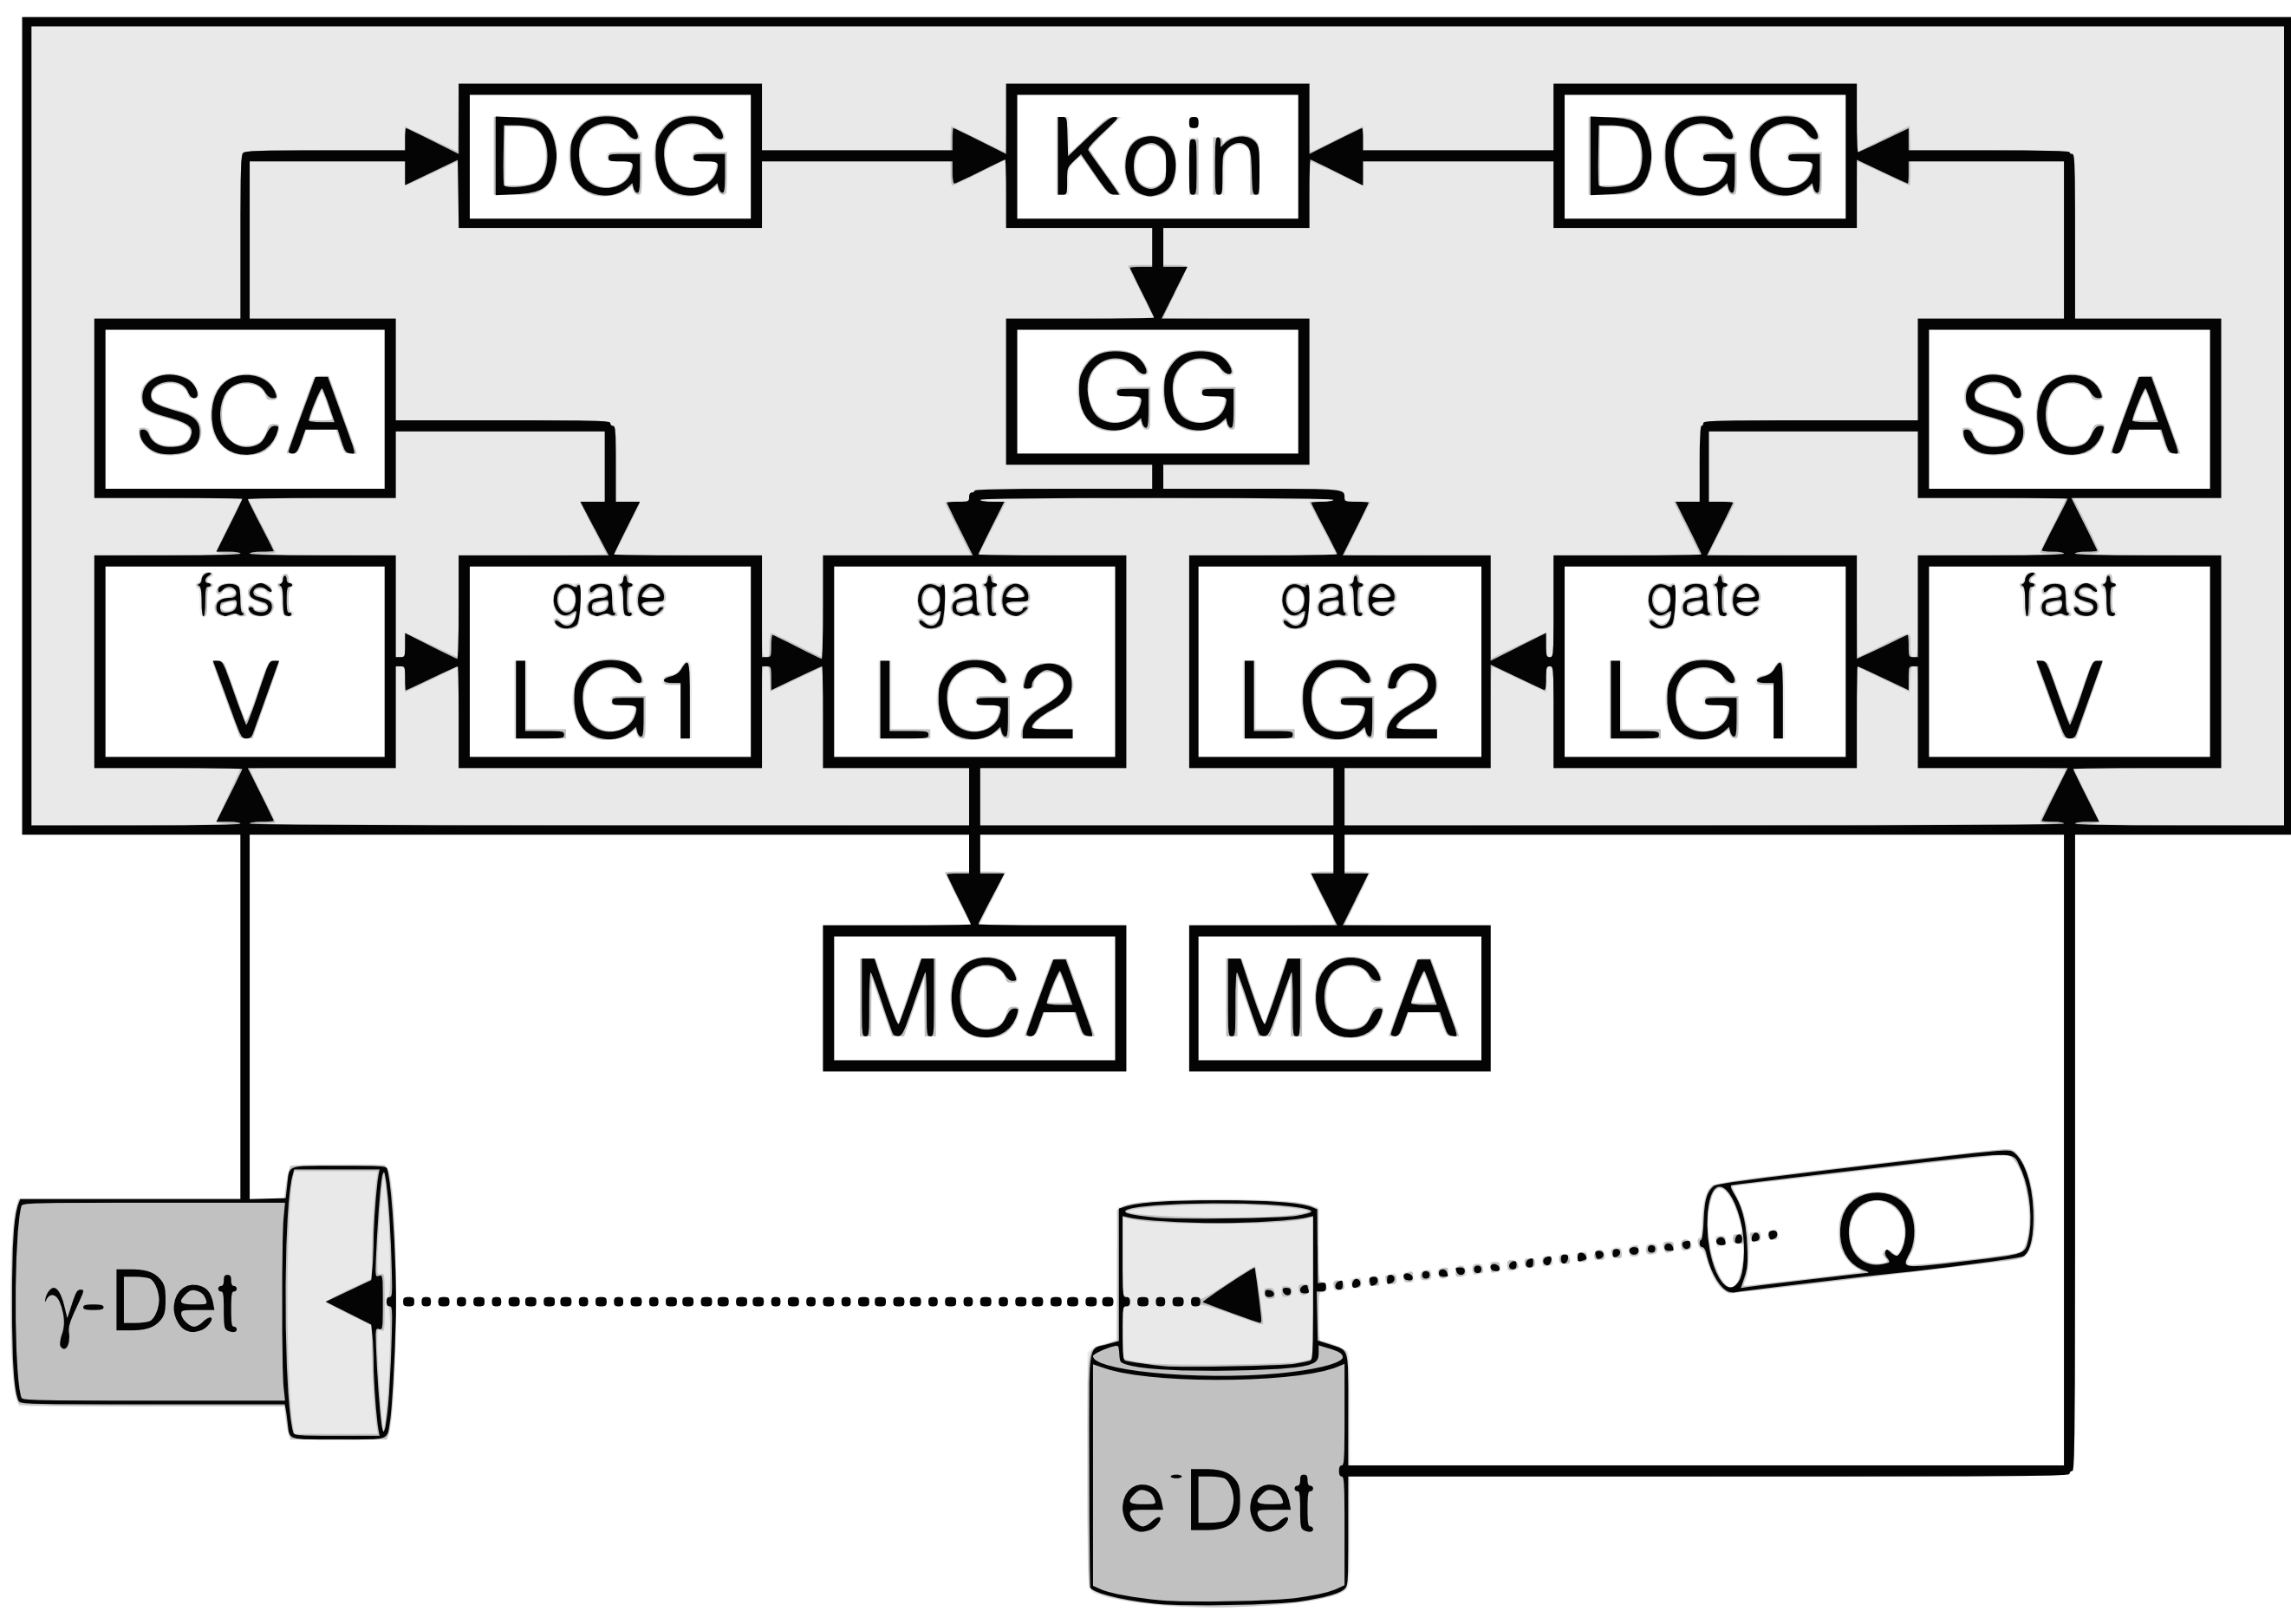 DGG
Koin
DGG
SCA
GG
SCA
fast
V
gate
LG1
gate
LG2
gate
LG2
gate
LG1
fast
V
MCA
MCA
γ-Det
Q
e⁻Det